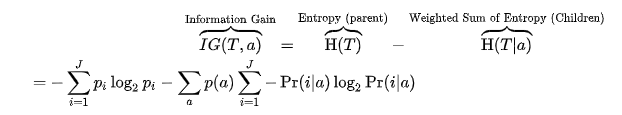 Information Gain Entropy (parent) Weighted Sum of Entropy (Children)
IG(T, a) = H(T) − H(T|a)
= − ∑_{i=1}^{J} p_i log_2 p_i − ∑_a p(a) ∑_{i=1}^{J} − Pr(i|a) log_2 Pr(i|a)